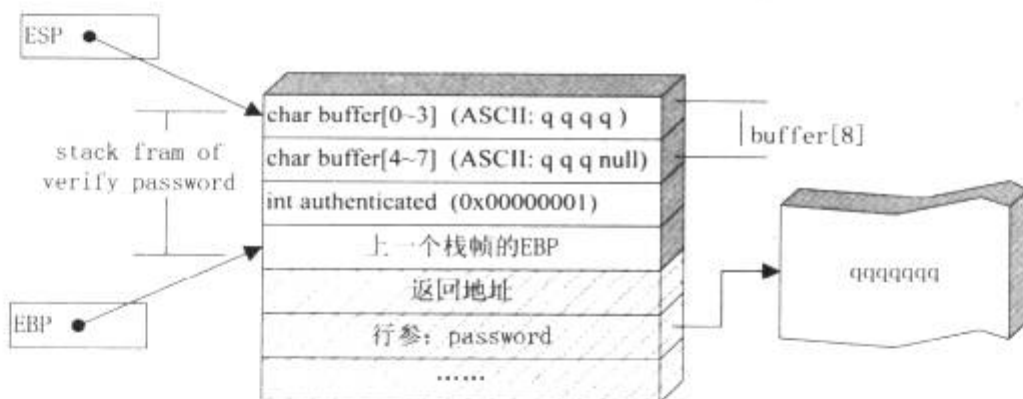 ESP
char buffer[0~3] (ASCII: q q q q )
char buffer[4~7] (ASCII: q q q null)
int authenticated (0x00000001)
上一个栈帧的EBP
返回地址
行参: password
……
stack fram of
verify password
EBP
buffer[8]
qqqqqqq